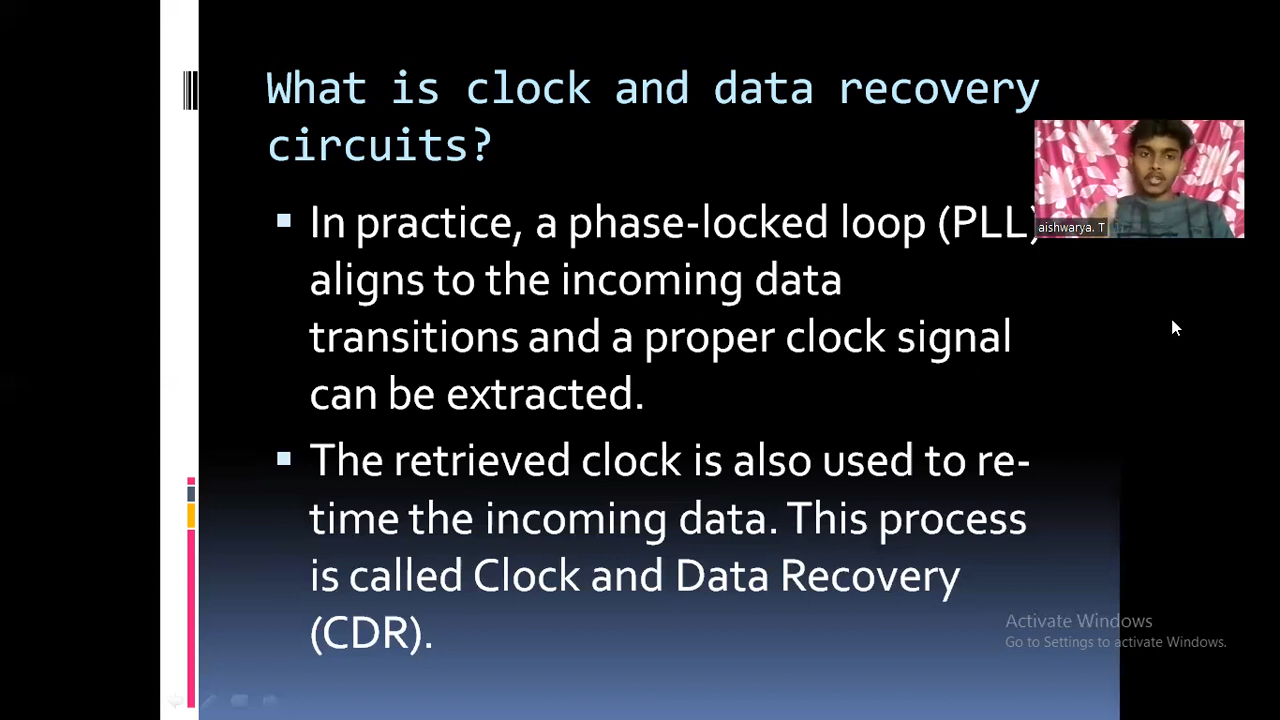 What is clock and data recovery
circuits?
In practice, a phase-locked loop (PLL)
aligns to the incoming data
transitions and a proper clock signal
can be extracted.
The retrieved clock is also used to re-
time the incoming data. This process
is called Clock and Data Recovery
(CDR).
aishwarya. T
Activate Windows
Go to Settings to activate Windows.